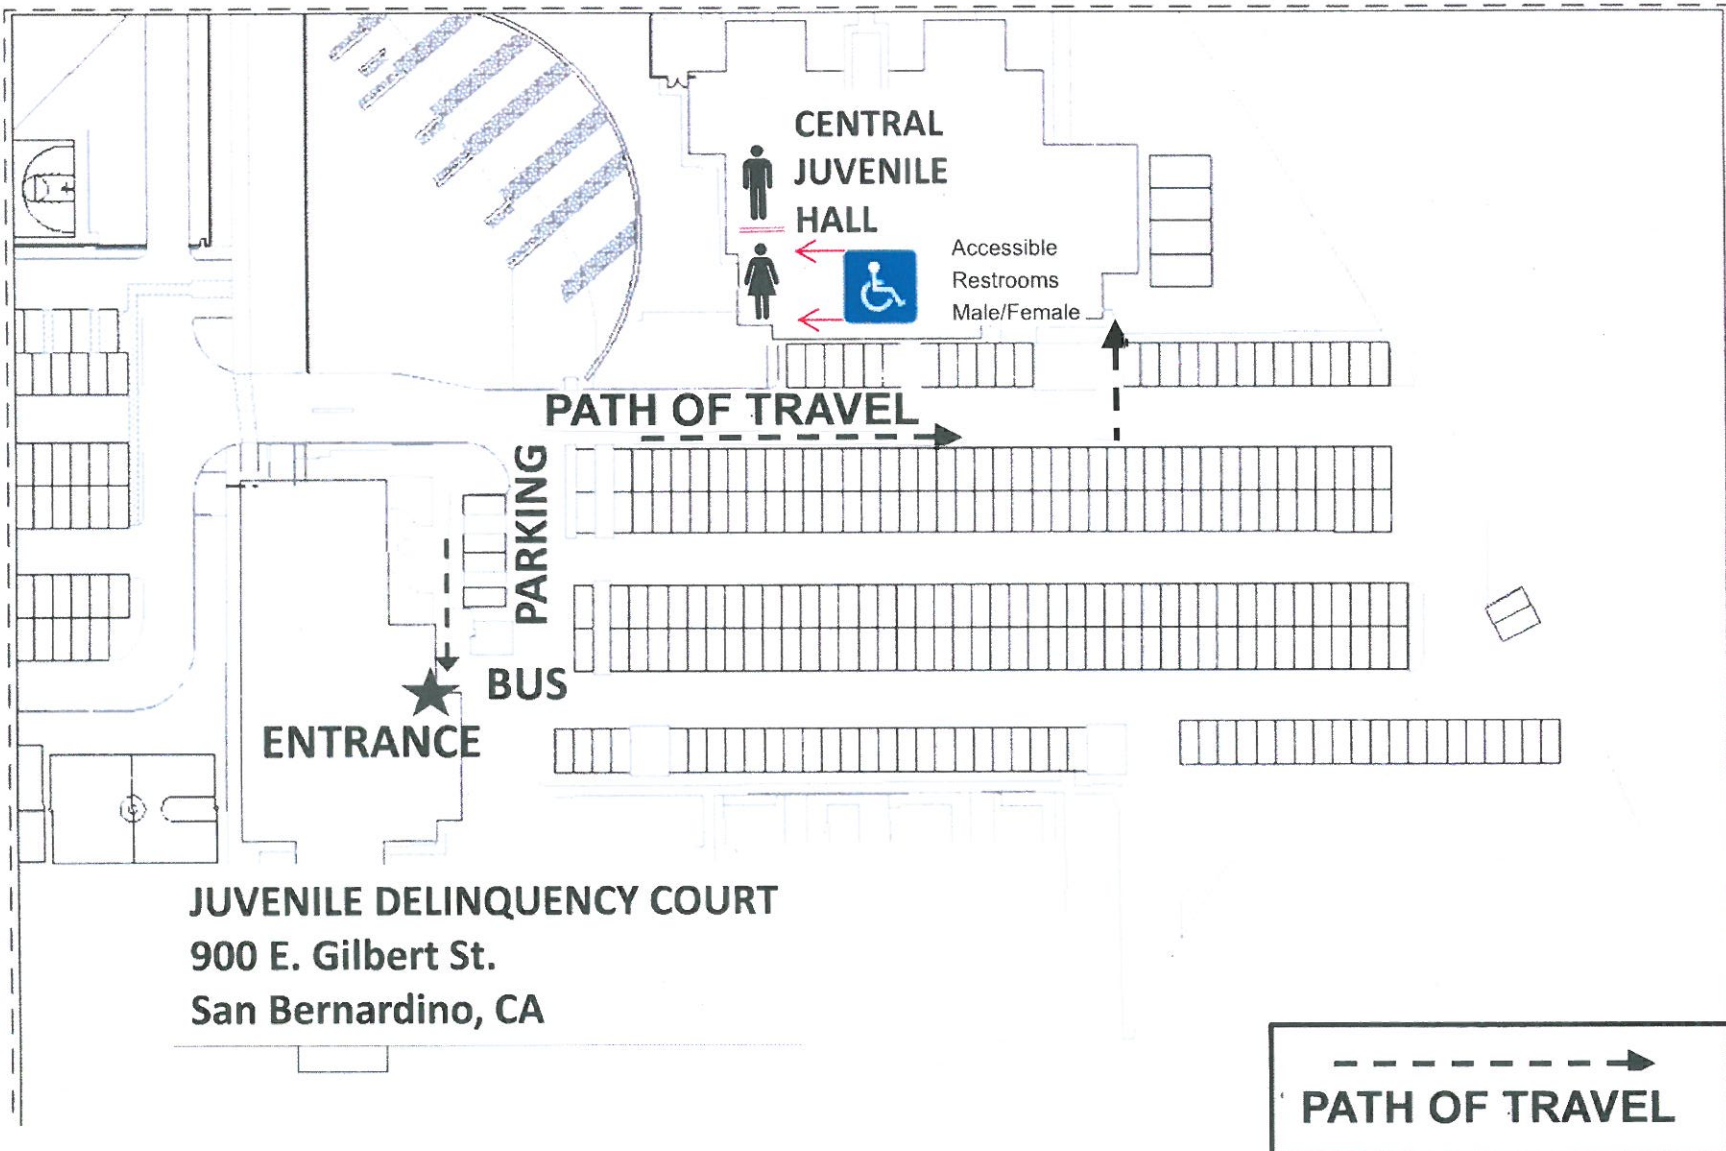 CENTRAL
JUVENILE
HALL
Accessible
Restrooms
Male/Female
PATH OF TRAVEL
PARKING
BUS
ENTRANCE
JUVENILE DELINQUENCY COURT
900 E. Gilbert St.
San Bernardino, CA
PATH OF TRAVEL